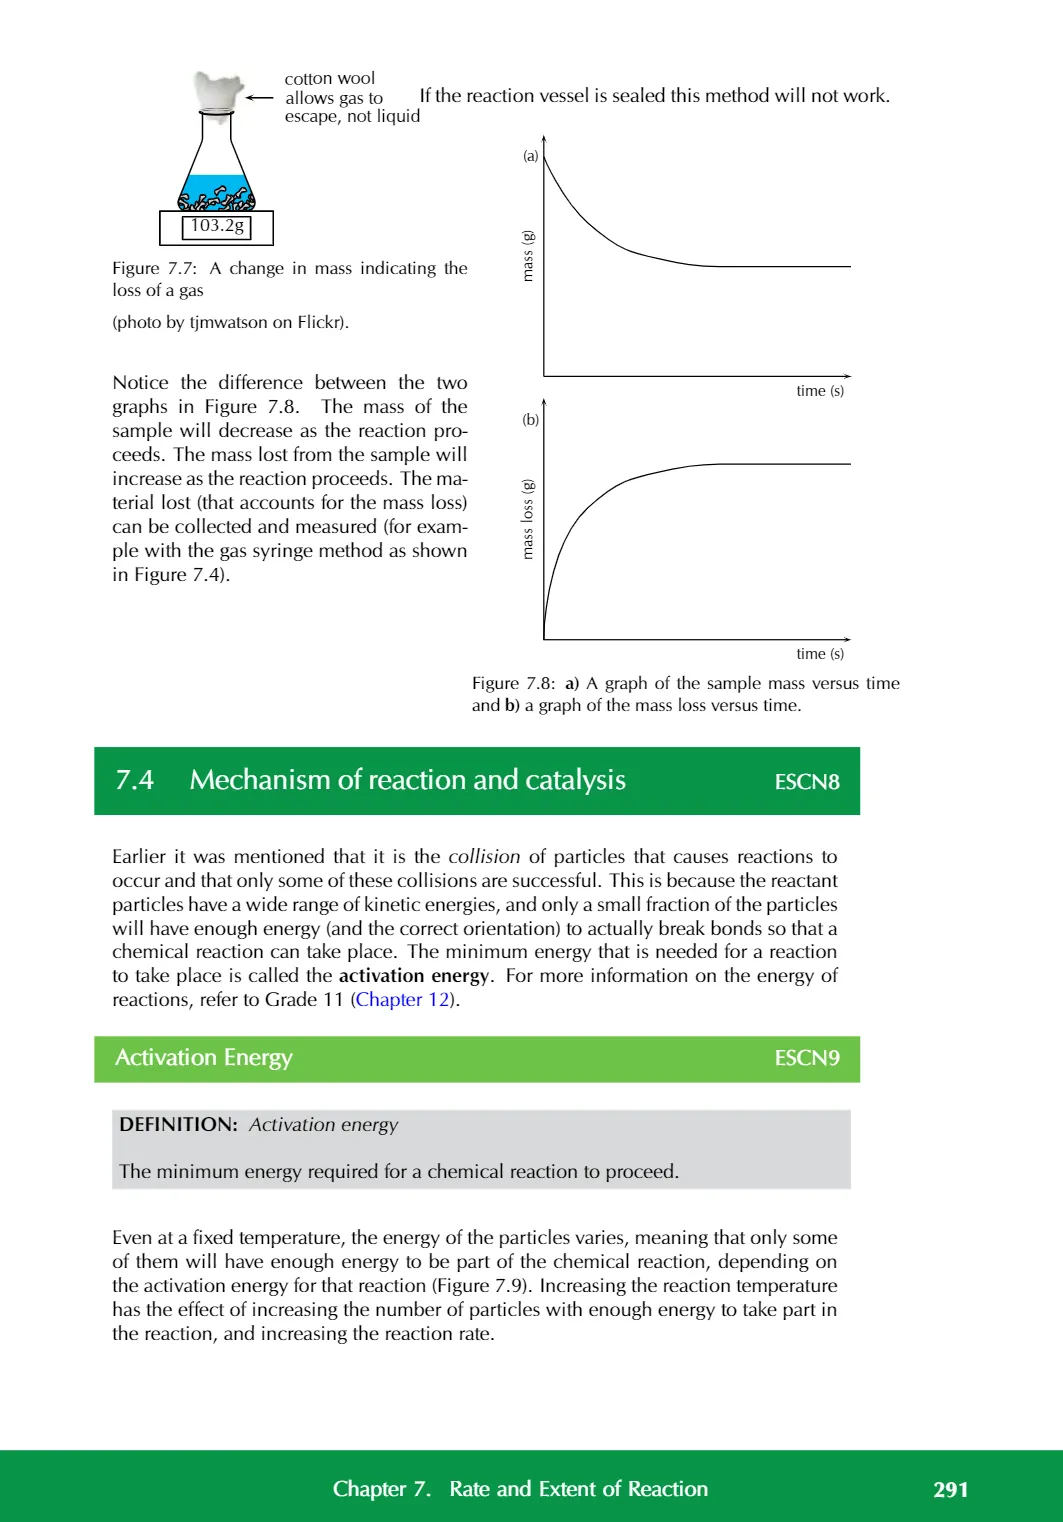 cotton wool
allows gas to
escape, not liquid
If the reaction vessel is sealed this method will not work.
103.2g
Figure 7.7: A change in mass indicating the
loss of a gas
(photo by tjmwatson on Flickr).
Notice the difference between the two
graphs in Figure 7.8. The mass of the
sample will decrease as the reaction pro-
ceeds. The mass lost from the sample will
increase as the reaction proceeds. The ma-
terial lost (that accounts for the mass loss)
can be collected and measured (for exam-
ple with the gas syringe method as shown
in Figure 7.4).
(a)
mass (g)
time (s)
(b)
mass loss (g)
time (s)
Figure 7.8: a) A graph of the sample mass versus time
and b) a graph of the mass loss versus time.
7.4 Mechanism of reaction and catalysis ESCN8
Earlier it was mentioned that it is the collision of particles that causes reactions to
occur and that only some of these collisions are successful. This is because the reactant
particles have a wide range of kinetic energies, and only a small fraction of the particles
will have enough energy (and the correct orientation) to actually break bonds so that a
chemical reaction can take place. The minimum energy that is needed for a reaction
to take place is called the activation energy. For more information on the energy of
reactions, refer to Grade 11 (Chapter 12).
Activation Energy ESCN9
DEFINITION: Activation energy
The minimum energy required for a chemical reaction to proceed.
Even at a fixed temperature, the energy of the particles varies, meaning that only some
of them will have enough energy to be part of the chemical reaction, depending on
the activation energy for that reaction (Figure 7.9). Increasing the reaction temperature
has the effect of increasing the number of particles with enough energy to take part in
the reaction, and increasing the reaction rate.
Chapter 7. Rate and Extent of Reaction 291